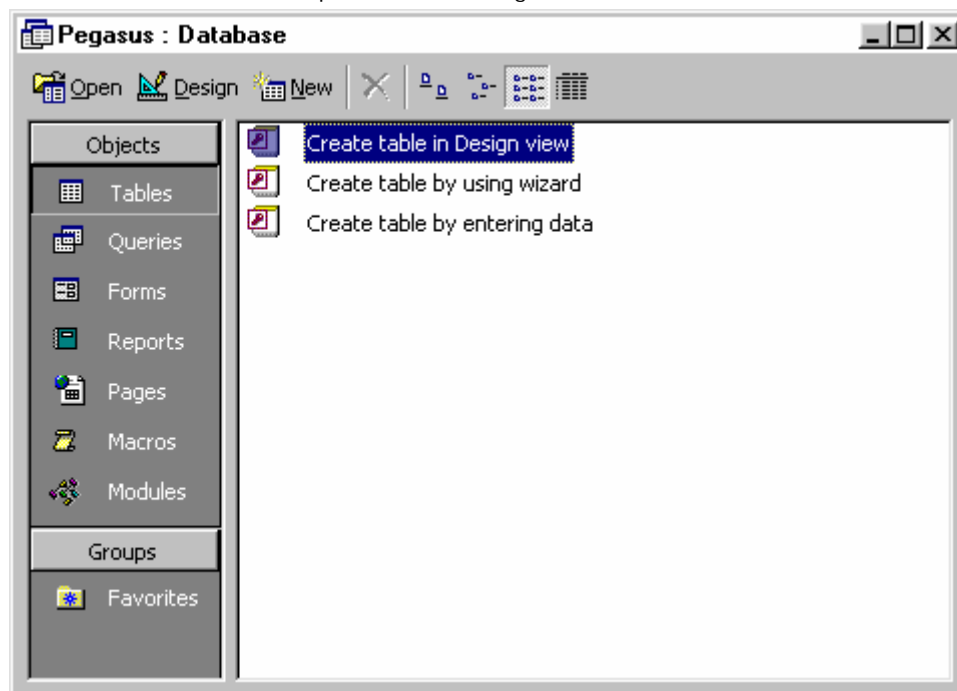 Pegasus : Database
Open Design New
Objects
Tables
Queries
Forms
Reports
Pages
Macros
Modules
Groups
Favorites
Create table in Design view
Create table by using wizard
Create table by entering data